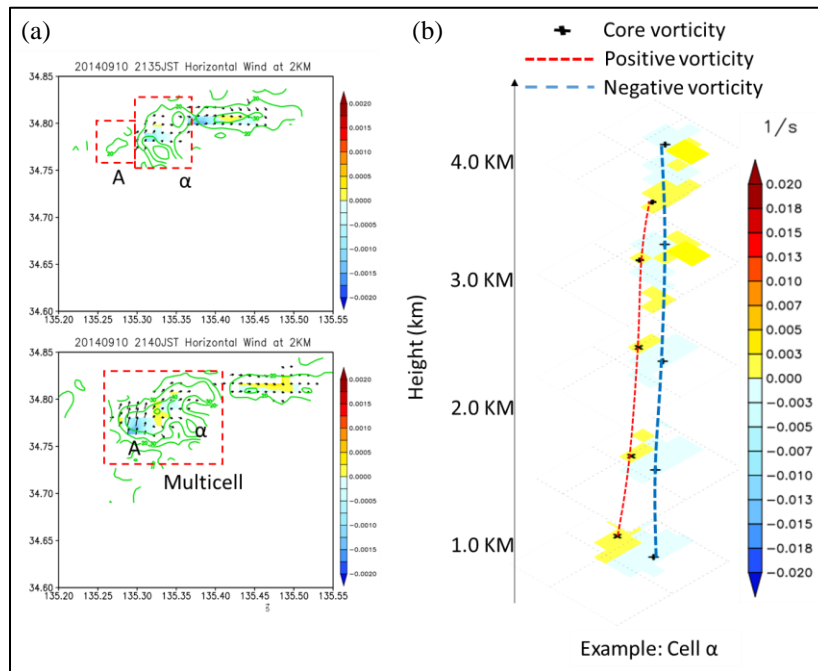 (a)
20140910 2135JST Horizontal Wind at 2KM
34.85
34.80
34.75
34.70
34.65
34.60
135.20 135.25 135.30 135.35 135.40 135.45 135.50 135.55
A
α
0.0020
0.0015
0.0010
0.0005
0.0000
−0.0005
−0.0010
−0.0015
−0.0020
20140910 2140JST Horizontal Wind at 2KM
34.85
34.80
34.75
34.70
34.65
34.60
135.20 135.25 135.30 135.35 135.40 135.45 135.50 135.55
A
α
Multicell
0.0020
0.0015
0.0010
0.0005
0.0000
−0.0005
−0.0010
−0.0015
−0.0020
(b)
Core vorticity
Positive vorticity
Negative vorticity
1/s
Height (km)
4.0 KM
3.0 KM
2.0 KM
1.0 KM
0.020
0.018
0.015
0.013
0.010
0.007
0.005
0.003
0.000
−0.003
−0.005
−0.007
−0.010
−0.013
−0.015
−0.018
−0.020
Example: Cell α